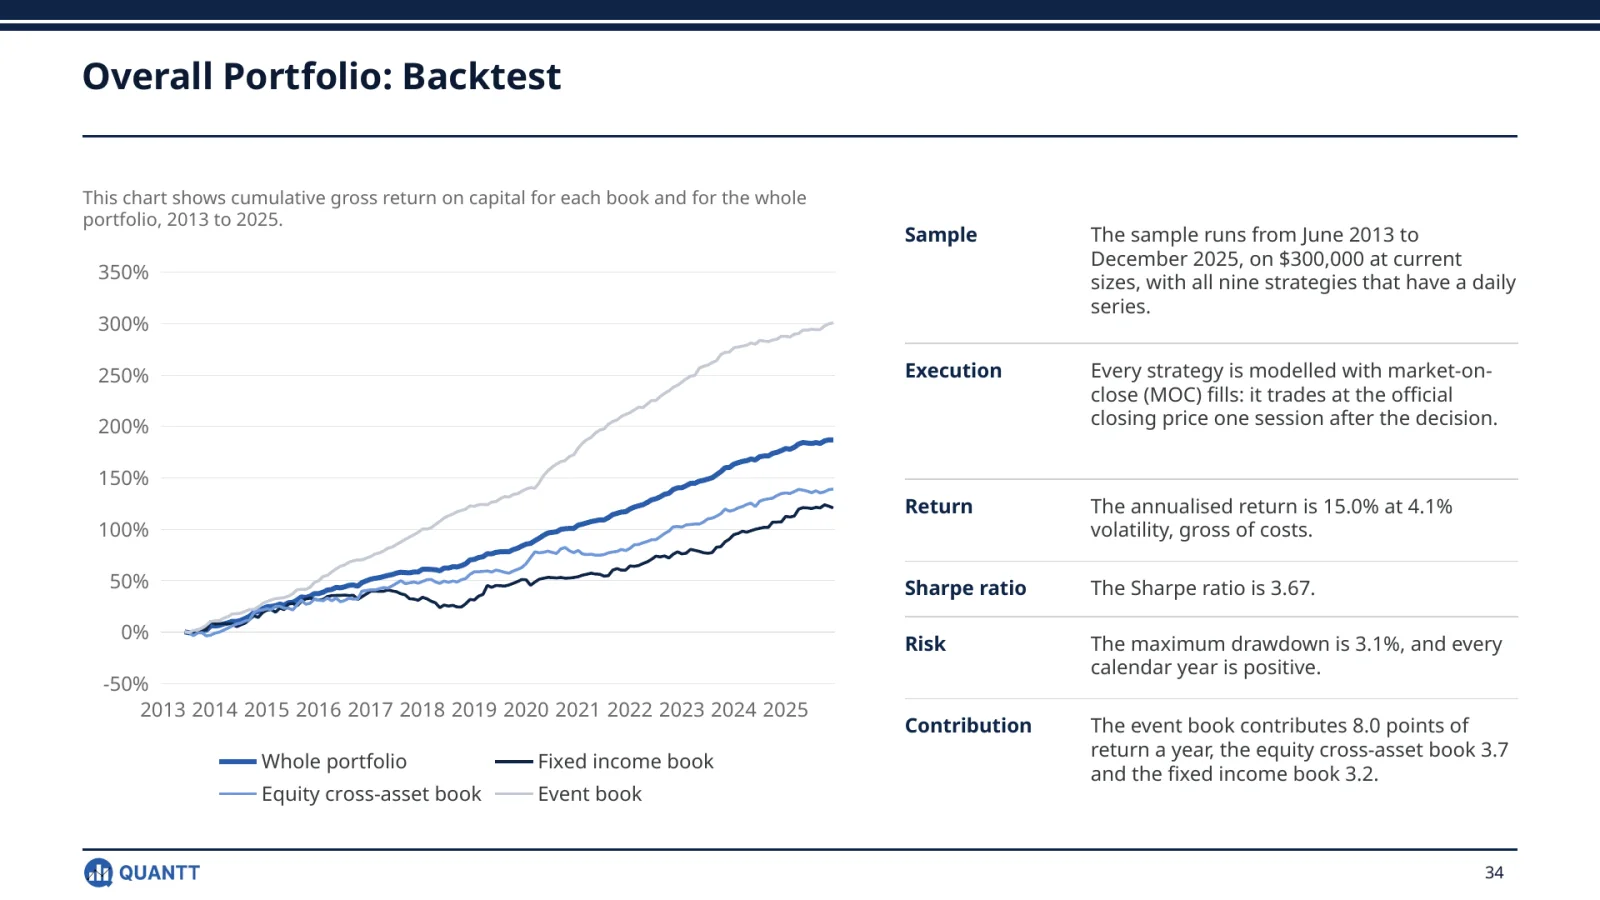 Overall Portfolio: Backtest
This chart shows cumulative gross return on capital for each book and for the whole
portfolio, 2013 to 2025.
350%
300%
250%
200%
150%
100%
50%
0%
-50%
2013 2014 2015 2016 2017 2018 2019 2020 2021 2022 2023 2024 2025
Whole portfolio
Fixed income book
Equity cross-asset book
Event book
Sample
The sample runs from June 2013 to
December 2025, on $300,000 at current
sizes, with all nine strategies that have a daily
series.
Execution
Every strategy is modelled with market-on-
close (MOC) fills: it trades at the official
closing price one session after the decision.
Return
The annualised return is 15.0% at 4.1%
volatility, gross of costs.
Sharpe ratio
The Sharpe ratio is 3.67.
Risk
The maximum drawdown is 3.1%, and every
calendar year is positive.
Contribution
The event book contributes 8.0 points of
return a year, the equity cross-asset book 3.7
and the fixed income book 3.2.
QUANTT
34